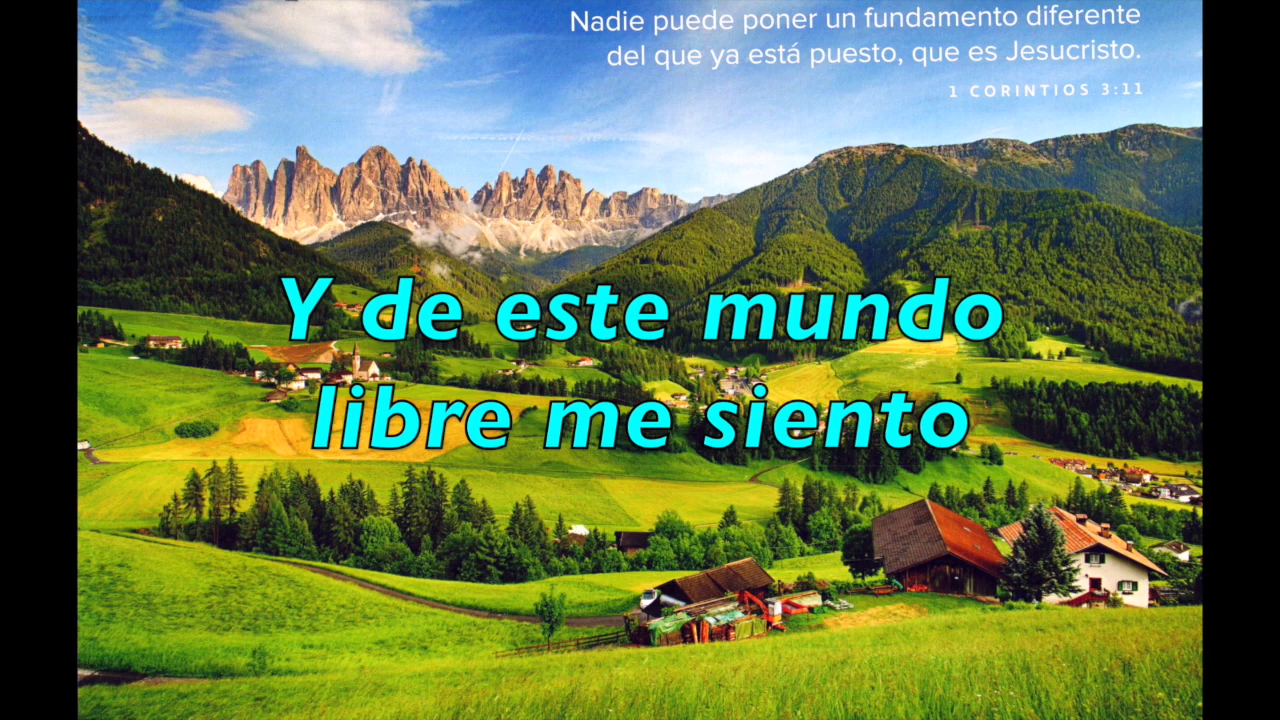 Nadie puede poner un fundamento diferente
del que ya está puesto, que es Jesucristo.
1 CORINTIOS 3:11
Y de este mundo
libre me siento